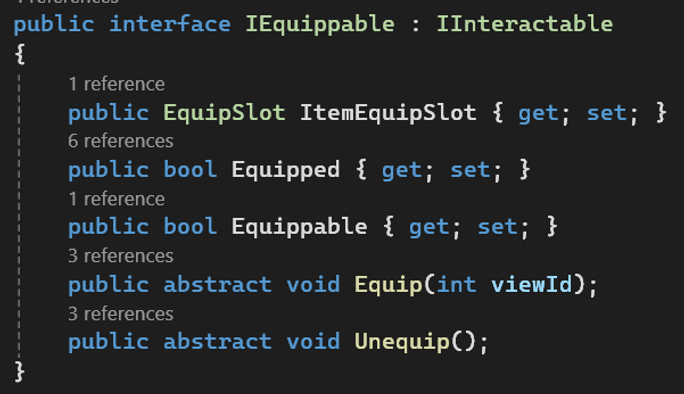 4 references
public interface IEquippable : IInteractable
{
1 reference
public EquipSlot ItemEquipSlot { get; set; }
6 references
public bool Equipped { get; set; }
1 reference
public bool Equippable { get; set; }
3 references
public abstract void Equip(int viewId);
3 references
public abstract void Unequip();
}